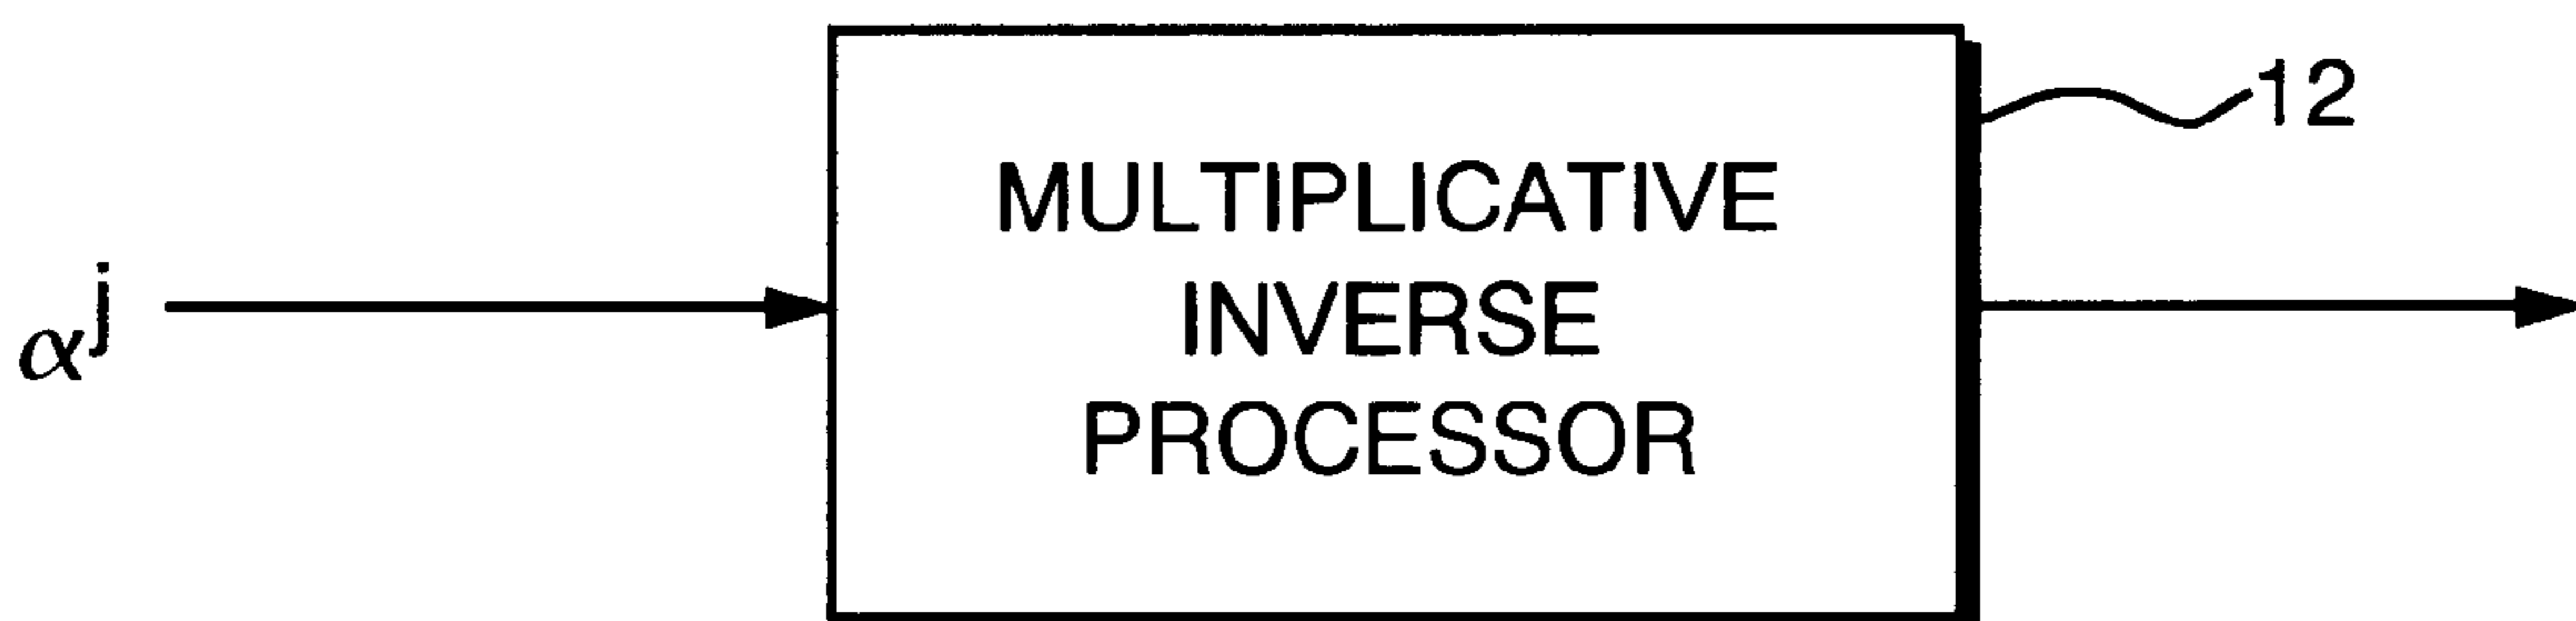 12
MULTIPLICATIVE
INVERSE
PROCESSOR
α^j